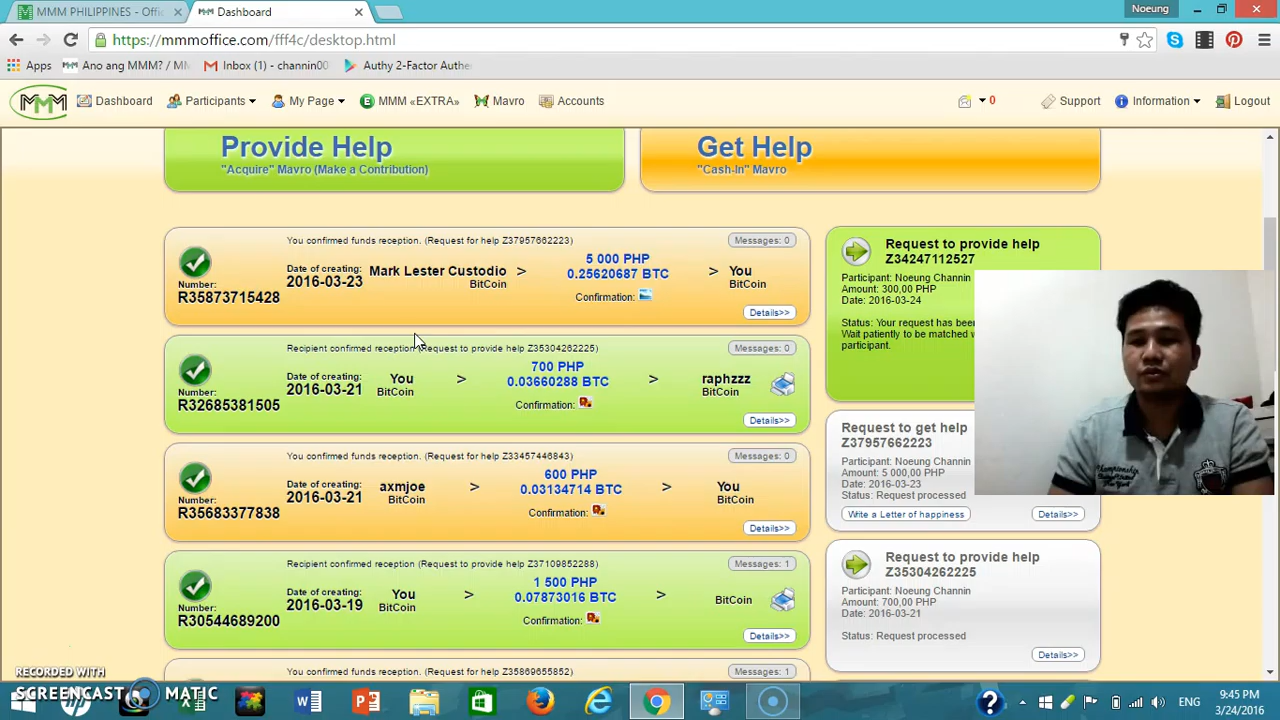 MMM PHILIPPINES - Offic
Dashboard
Noeung
https://mmmoffice.com/fff4c/desktop.html
Apps
Ano ang MMM? / MM
Inbox (1) - channin00
Authy 2-Factor Authe
MMM
Dashboard
Participants
My Page
MMM «EXTRA»
Mavro
Accounts
0
Support
Information
Logout
Provide Help
"Acquire" Mavro (Make a Contribution)
Get Help
"Cash-In" Mavro
You confirmed funds reception. (Request for help Z37957662223)
Messages: 0
Number:
R35873715428
Date of creating:
2016-03-23
Mark Lester Custodio
BitCoin
>
5 000 PHP
0.25620687 BTC
Confirmation:
>
You
BitCoin
Details>>
Recipient confirmed reception. (Request to provide help Z35304262225)
Messages: 0
Number:
R32685381505
Date of creating:
2016-03-21
You
BitCoin
>
700 PHP
0.03660288 BTC
Confirmation:
>
raphzzz
BitCoin
Details>>
You confirmed funds reception. (Request for help Z33457446843)
Messages: 0
Number:
R35683377838
Date of creating:
2016-03-21
axmjoe
BitCoin
>
600 PHP
0.03134714 BTC
Confirmation:
>
You
BitCoin
Details>>
Recipient confirmed reception. (Request to provide help Z37109852288)
Messages: 1
Number:
R30544689200
Date of creating:
2016-03-19
You
BitCoin
>
1 500 PHP
0.07873016 BTC
Confirmation:
>
BitCoin
Details>>
You confirmed funds reception. (Request for help Z35869655852)
Messages: 1
Request to provide help
Z34247112527
Participant: Noeung Channin
Amount: 300,00 PHP
Date: 2016-03-24
Status: Your request has been
Wait patiently to be matched w
participant.
Request to get help
Z37957662223
Participant: Noeung Channin
Amount: 5 000,00 PHP
Date: 2016-03-23
Status: Request processed
Write a Letter of happiness
Details>>
Request to provide help
Z35304262225
Participant: Noeung Channin
Amount: 700,00 PHP
Date: 2016-03-21
Status: Request processed
Details>>
RECORDED WITH
SCREENCAST MATIC
ENG
9:45 PM
3/24/2016